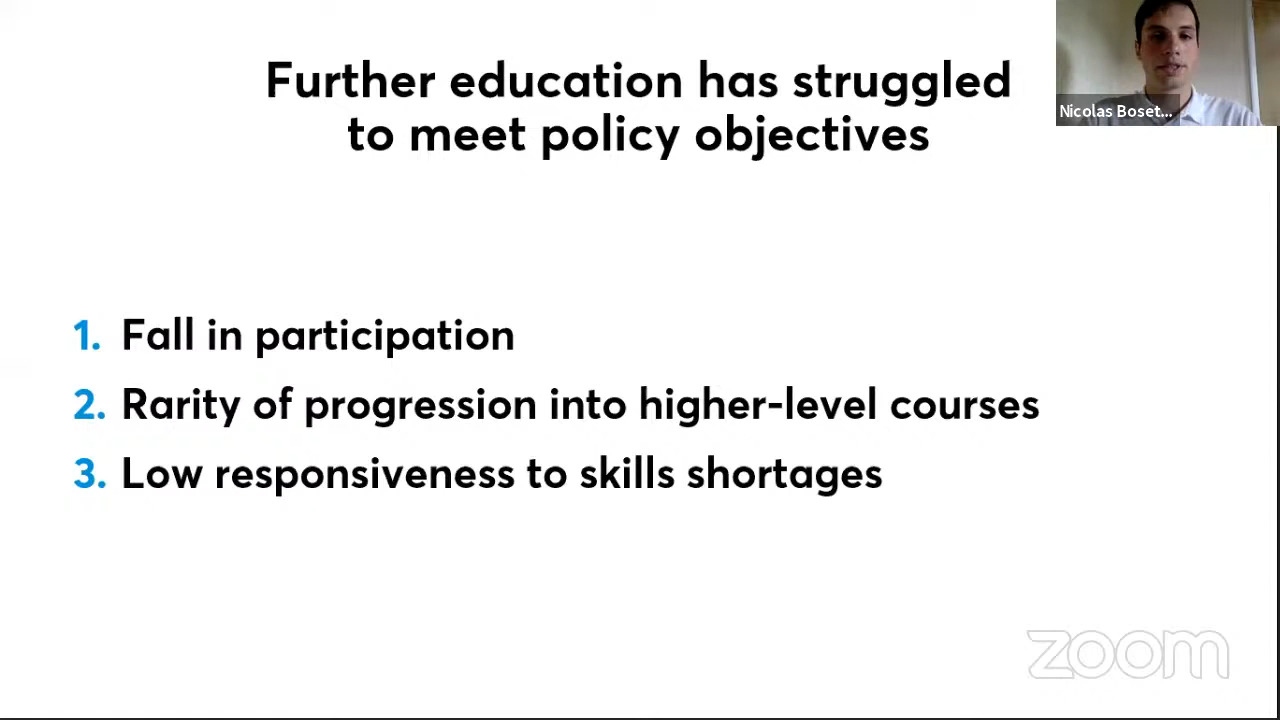 Further education has struggled
to meet policy objectives
Nicolas Boset...
1. Fall in participation
2. Rarity of progression into higher-level courses
3. Low responsiveness to skills shortages
zoom